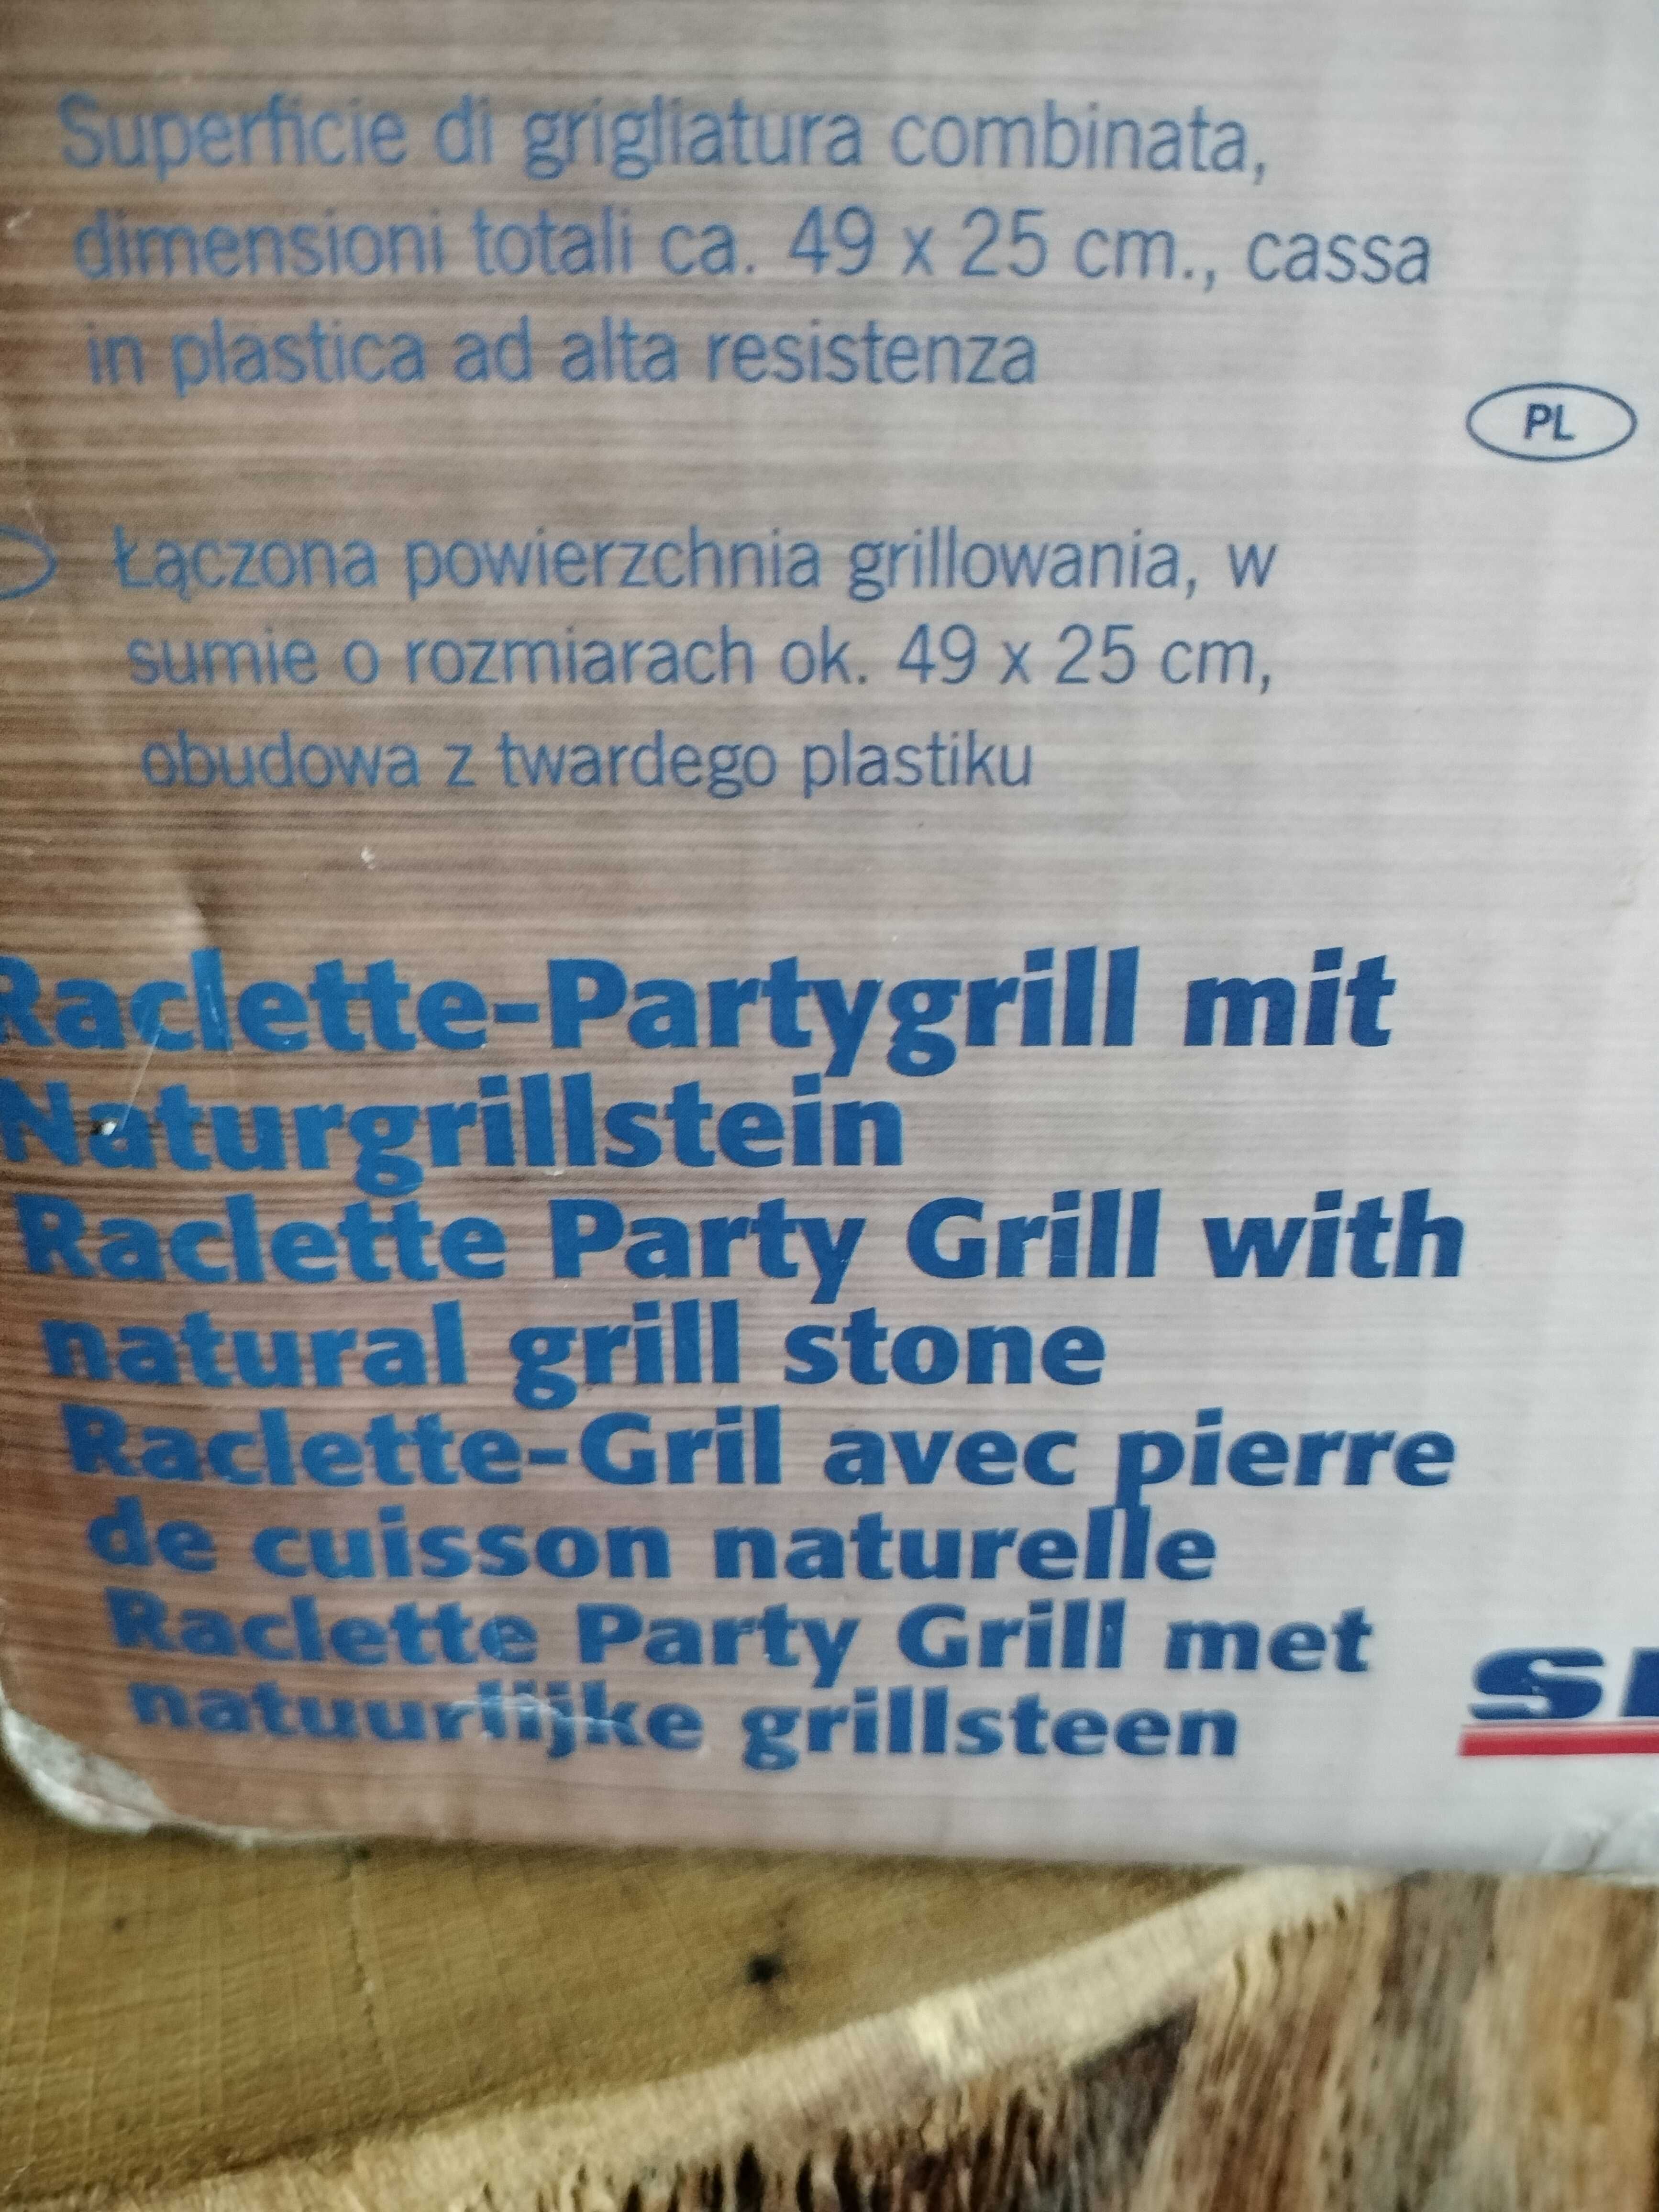 Superficie di grigliatura combinata,
dimensioni totali ca. 49 x 25 cm., cassa
in plastica ad alta resistenza
PL
Łączona powierzchnia grillowania, w
sumie o rozmiarach ok. 49 x 25 cm,
obudowa z twardego plastiku
Raclette-Partygrill mit
Naturgrillstein
Raclette Party Grill with
natural grill stone
Raclette-Gril avec pierre
de cuisson naturelle
Raclette Party Grill met
natuurlijke grillsteen